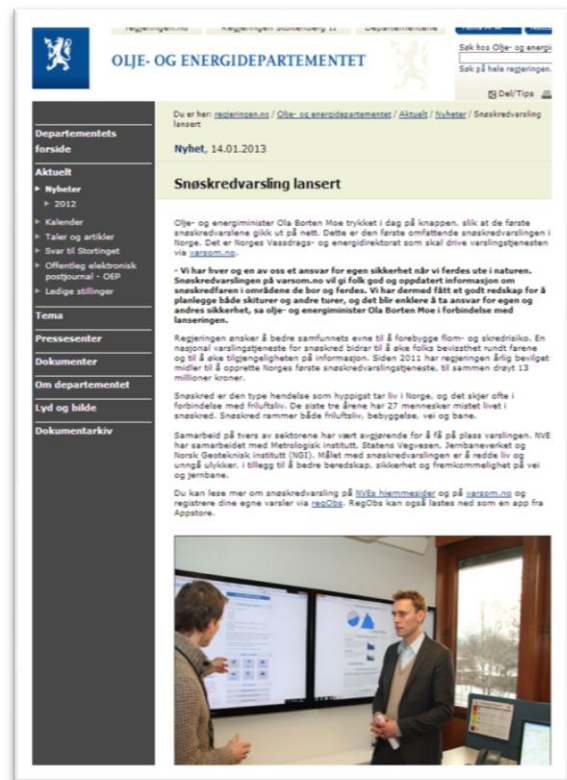 regjeringen.no Regjeringen Stoltenberg II Departementene
OLJE- OG ENERGIDEPARTEMENTET
Søk hos Olje- og energi
Søk på hele regjeringen.
Del/Tips
Du er her: regjeringen.no / Olje- og energidepartementet / Aktuelt / Nyheter / Snøskredvarsling
lansert
Departementets
forside
Aktuelt
Nyheter
2012
Kalender
Taler og artikler
Svar til Stortinget
Offentleg elektronisk
postjournal - OEP
Ledige stillinger
Tema
Pressesenter
Dokumenter
Om departementet
Lyd og bilde
Dokumentarkiv
Nyhet, 14.01.2013
Snøskredvarsling lansert
Olje- og energiminister Ola Borten Moe trykket i dag på knappen, slik at de første
snøskredvarslene gikk ut på nett. Dette er den første omfattende snøskredvarslingen i
Norge. Det er Norges Vassdrags- og energidirektorat som skal drive varslingstjenesten
via varsom.no.
- Vi har hver og en av oss et ansvar for egen sikkerhet når vi ferdes ute i naturen.
Snøskredvarslingen på varsom.no vil gi folk god og oppdatert informasjon om
snøskredfaren i områdene de bor og ferdes. Vi har dermed fått et godt redskap for å
planlegge både skiturer og andre turer, og det blir enklere å ta ansvar for egen og
andres sikkerhet, sa olje- og energiminister Ola Borten Moe i forbindelse med
lanseringen.
Regjeringen ønsker å bedre samfunnets evne til å forebygge flom- og skredrisiko. En
nasjonal varslingstjeneste for snøskred bidrar til å øke folks bevissthet rundt færene
og til å øke tilgjengeligheten på informasjon. Siden 2011 har regjeringen årlig bevilget
midler til å opprette Norges første snøskredvarslingstjeneste, til sammen drøyt 13
millioner kroner.
Snøskred er den type hendelse som hyppigst tar liv i Norge, og det skjer ofte i
forbindelse med friluftsliv. De siste tre årene har 27 mennesker mistet livet i
snøskred. Snøskred rammer både friluftsliv, bebyggelse, vei og bane.
Samarbeid på tvers av sektorene har vært avgjørende for å få på plass varslingen. NVE
har samarbeidet med Metrologisk institutt, Statens Vegvesen, Jernbaneverket og
Norsk Geoteknisk institutt (NGI). Målet med snøskredvarslingen er å redde liv og
unngå ulykker, i tillegg til å bedre beredskap, sikkerhet og fremkommelighet på vei
og jernbane.
Du kan lese mer om snøskredvarsling på NVEs hjemmesider og på varsom.no og
registrere dine egne varsler via regObs. RegObs kan også lastes ned som en app fra
Appstore.